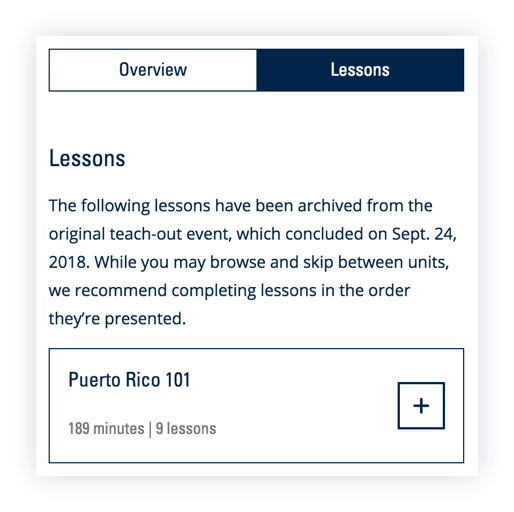 Overview
Lessons
Lessons
The following lessons have been archived from the
original teach-out event, which concluded on Sept. 24,
2018. While you may browse and skip between units,
we recommend completing lessons in the order
they’re presented.
Puerto Rico 101
189 minutes | 9 lessons
+